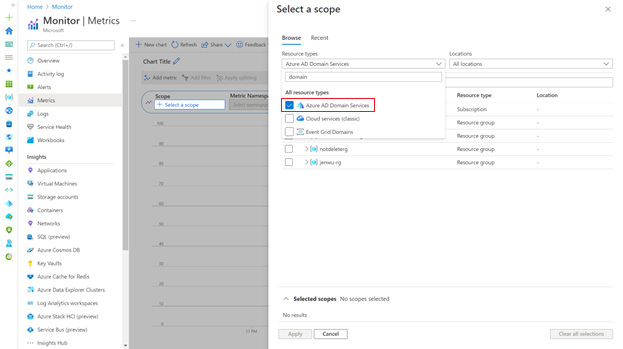 Home > Monitor
Monitor | Metrics
Microsoft
Search (Ctrl+/)
Overview
Activity log
Alerts
Metrics
Logs
Service Health
Workbooks
Insights
Applications
Virtual Machines
Storage accounts
Containers
Networks
SQL (preview)
Azure Cosmos DB
Key Vaults
Azure Cache for Redis
Azure Data Explorer Clusters
Log Analytics workspaces
Azure Stack HCI (preview)
Service Bus (preview)
Insights Hub
New chart
Refresh
Share
Feedback
Chart Title
Add metric
Add filter
Apply splitting
Scope
Metric Namesp
Select a scope
Select namespace
100
90
80
70
60
50
40
30
20
10
0
11 PM
Select a scope
Browse
Recent
Resource types
Locations
Azure AD Domain Services
All locations
domain
All resource types
Azure AD Domain Services
Cloud services (classic)
Event Grid Domains
Resource type
Location
Subscription
-
Resource group
-
Resource group
-
notdeleterg
Resource group
-
jenwu-rg
Resource group
-
Selected scopes No scopes selected
No results
Apply
Cancel
Clear all selections